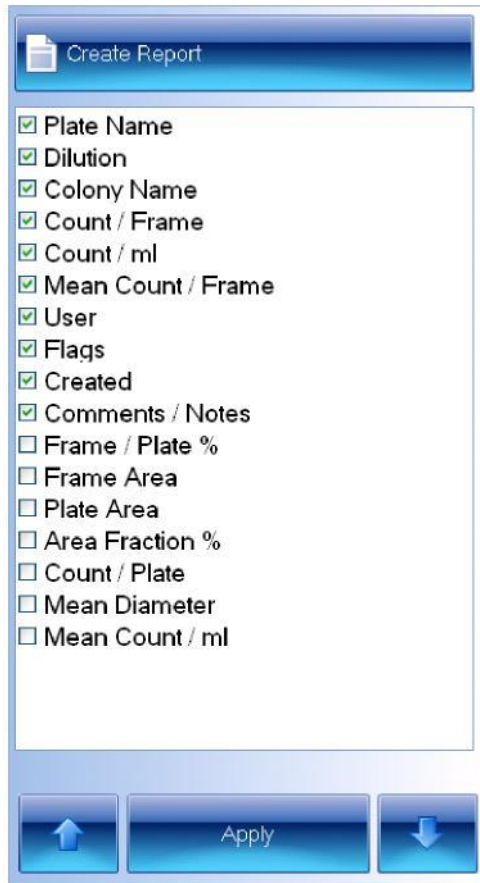 Create Report
Plate Name
Dilution
Colony Name
Count / Frame
Count / ml
Mean Count / Frame
User
Flags
Created
Comments / Notes
Frame / Plate %
Frame Area
Plate Area
Area Fraction %
Count / Plate
Mean Diameter
Mean Count / ml
Apply